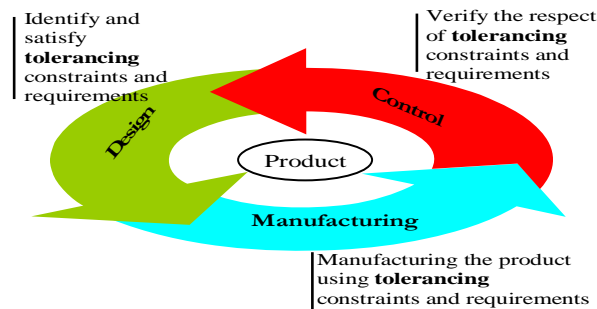 Identify and
satisfy
tolerancing
constraints and
requirements
Verify the respect
of tolerancing
constraints and
requirements
Design
Control
Product
Manufacturing
Manufacturing the product
using tolerancing
constraints and requirements